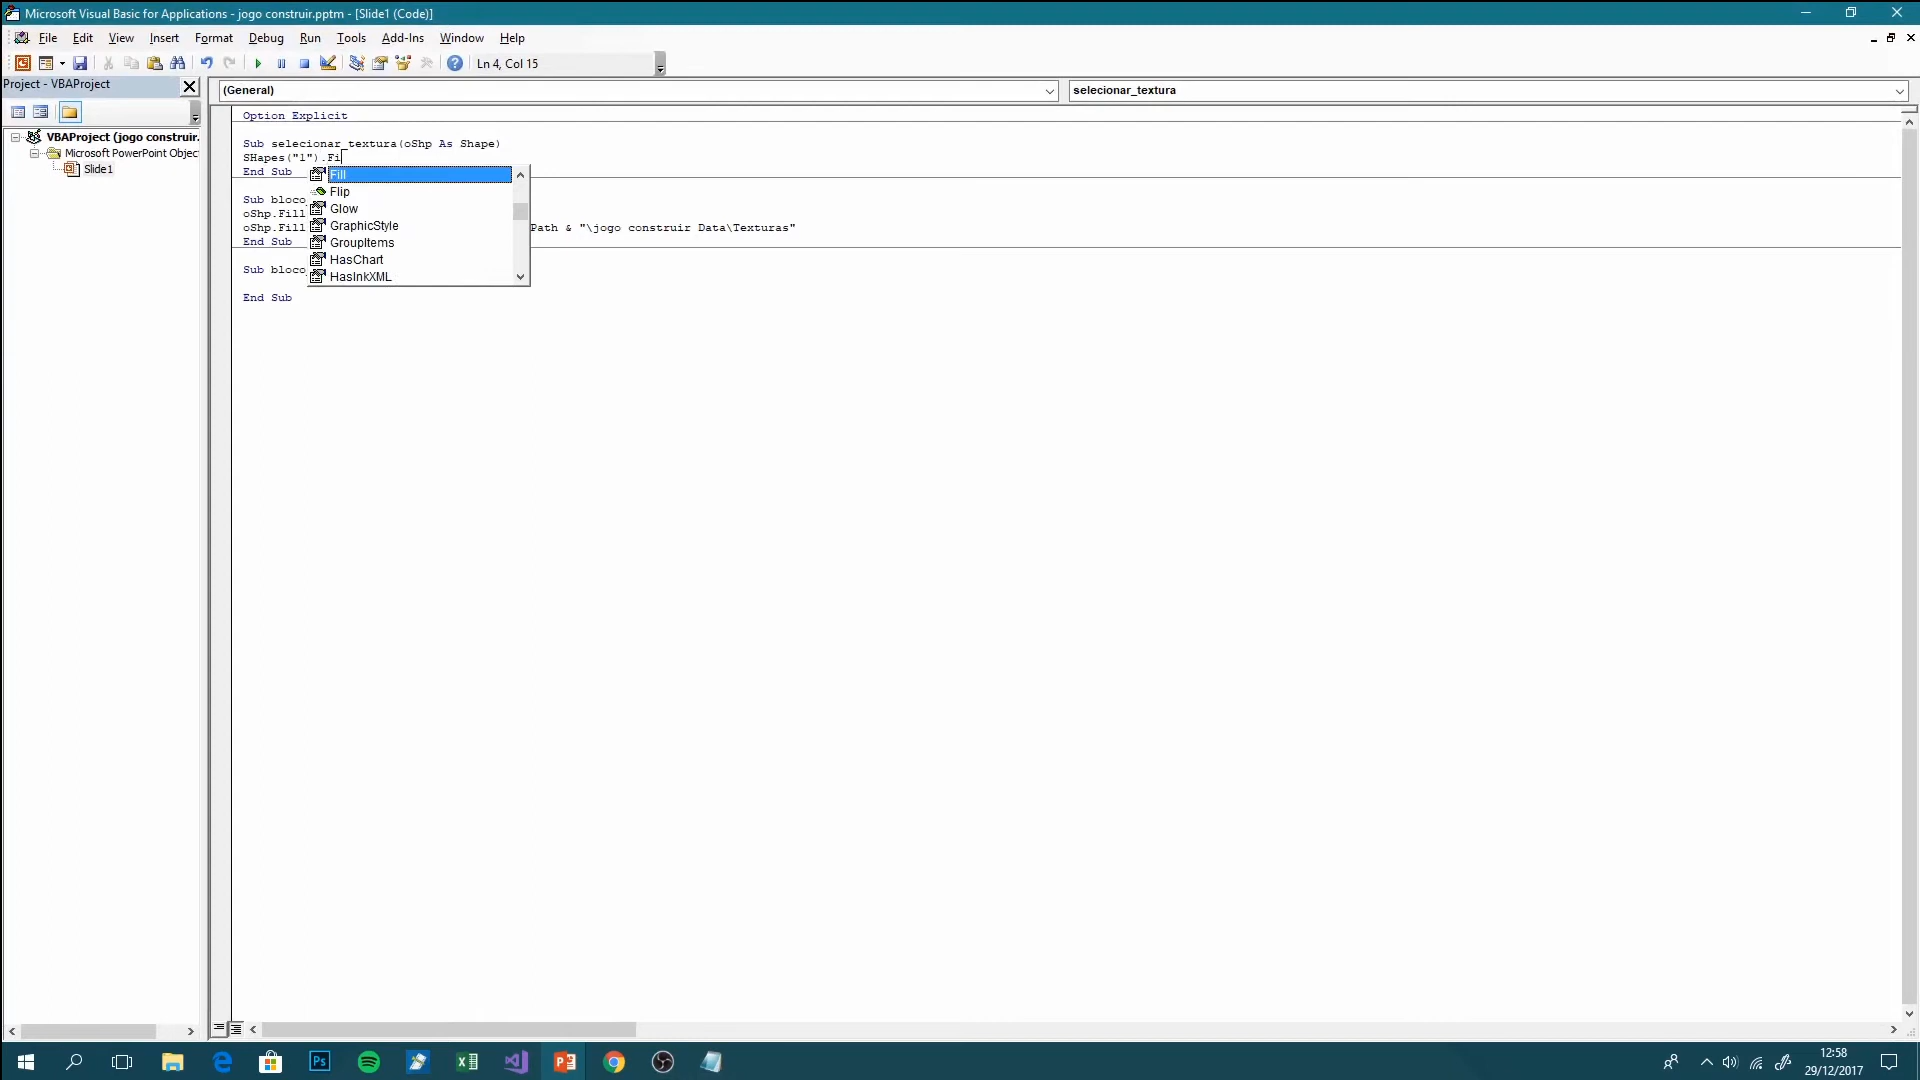 Microsoft Visual Basic for Applications - jogo construir.pptm - [Slide1 (Code)]
File Edit View Insert Format Debug Run Tools Add-Ins Window Help
Ln 4, Col 15
Project - VBAProject
(General) selecionar_textura
VBAProject (jogo construir.
Microsoft PowerPoint Objec
Slide1
Option Explicit
Sub selecionar_textura(oShp As Shape)
SHapes("1").Fi
End Sub
Fill
Flip
Glow
GraphicStyle
GroupItems
HasChart
HasInkXML
Sub bloco
oShp.Fill
oShp.Fill Path & "\jogo construir Data\Texturas"
End Sub
Sub bloco
End Sub
12:58
29/12/2017